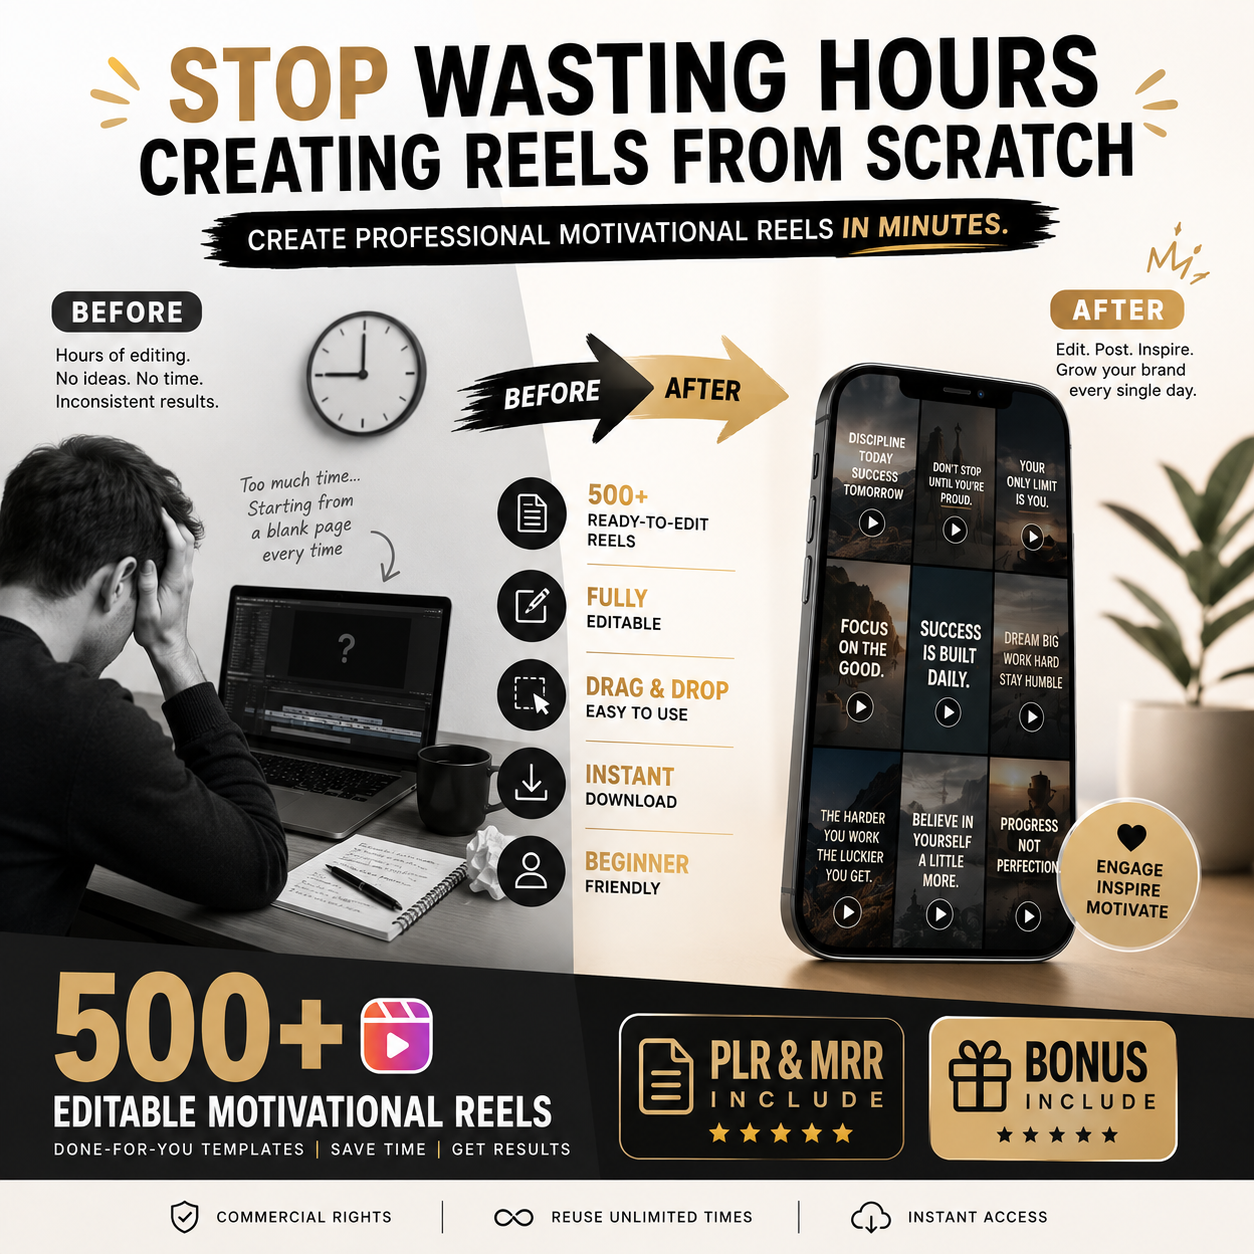 STOP WASTING HOURS
CREATING REELS FROM SCRATCH
CREATE PROFESSIONAL MOTIVATIONAL REELS IN MINUTES.
BEFORE
Hours of editing.
No ideas. No time.
Inconsistent results.
AFTER
Edit. Post. Inspire.
Grow your brand
every single day.
BEFORE
AFTER
Too much time...
Starting from
a blank page
every time
?
500+
READY-TO-EDIT
REELS
FULLY
EDITABLE
DRAG & DROP
EASY TO USE
INSTANT
DOWNLOAD
BEGINNER
FRIENDLY
DISCIPLINE
TODAY
SUCCESS
TOMORROW
DON'T STOP
UNTIL YOU'RE
PROUD.
YOUR
ONLY LIMIT
IS YOU.
FOCUS
ON THE
GOOD.
SUCCESS
IS BUILT
DAILY.
DREAM BIG
WORK HARD
STAY HUMBLE
THE HARDER
YOU WORK
THE LUCKIER
YOU GET.
BELIEVE IN
YOURSELF
A LITTLE
MORE.
PROGRESS
NOT
PERFECTION.
ENGAGE
INSPIRE
MOTIVATE
500+
EDITABLE MOTIVATIONAL REELS
DONE-FOR-YOU TEMPLATES | SAVE TIME | GET RESULTS
PLR & MRR
INCLUDE
BONUS
INCLUDE
COMMERCIAL RIGHTS
REUSE UNLIMITED TIMES
INSTANT ACCESS